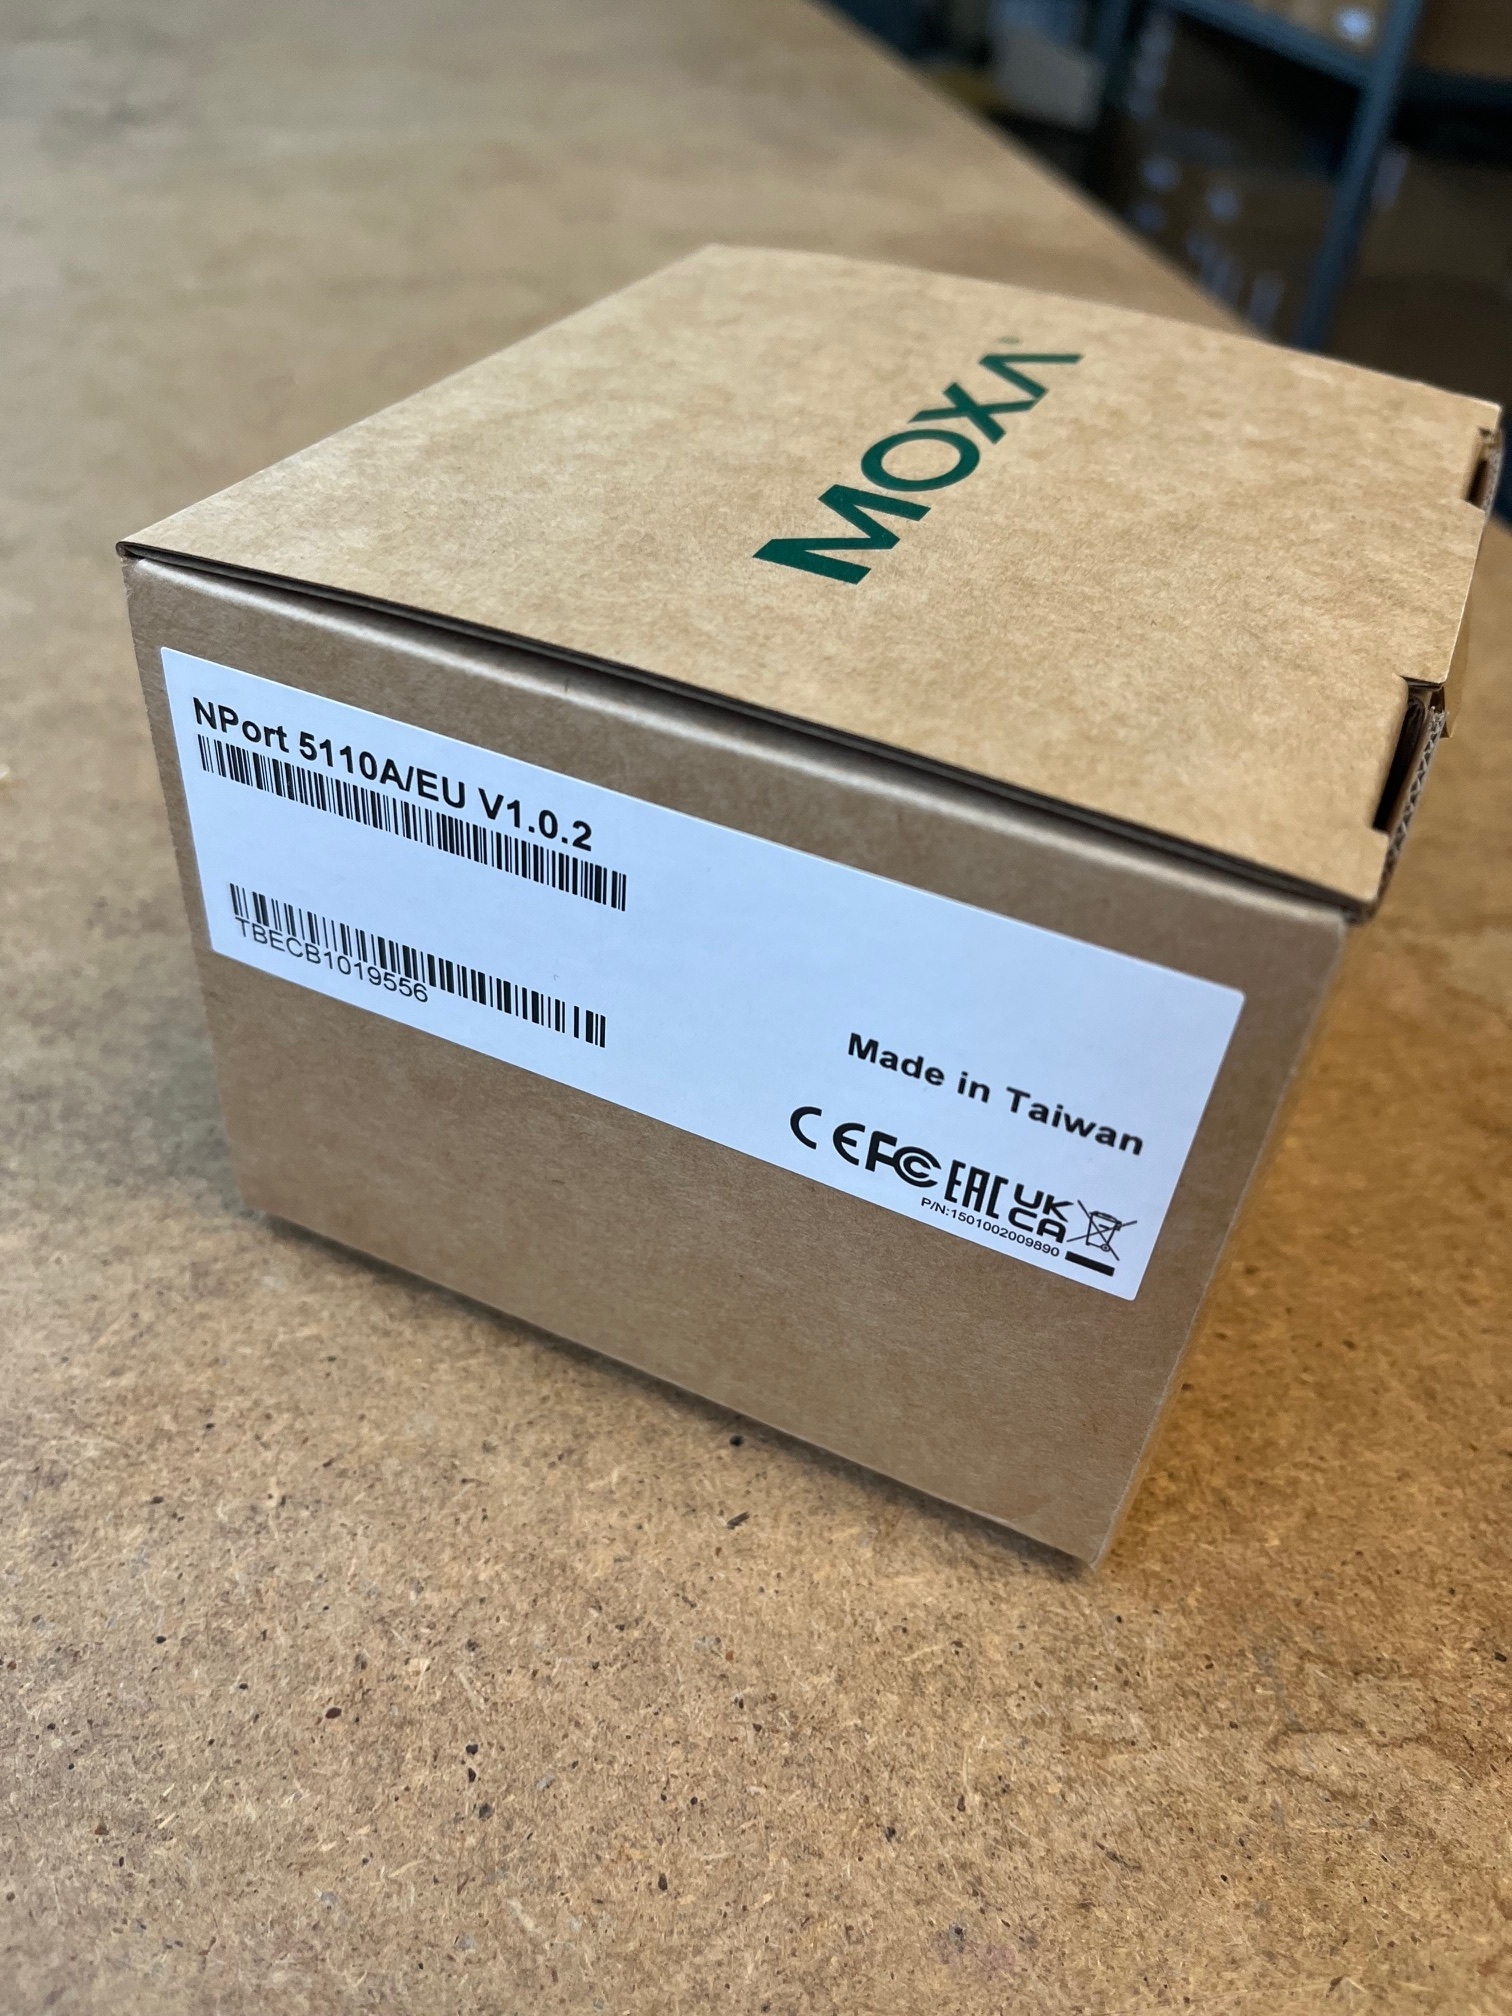 MOXA
NPort 5110A/EU V1.0.2
TBECB1019556
Made in Taiwan
CE FC EAC UK
CA
P/N:1501002009890